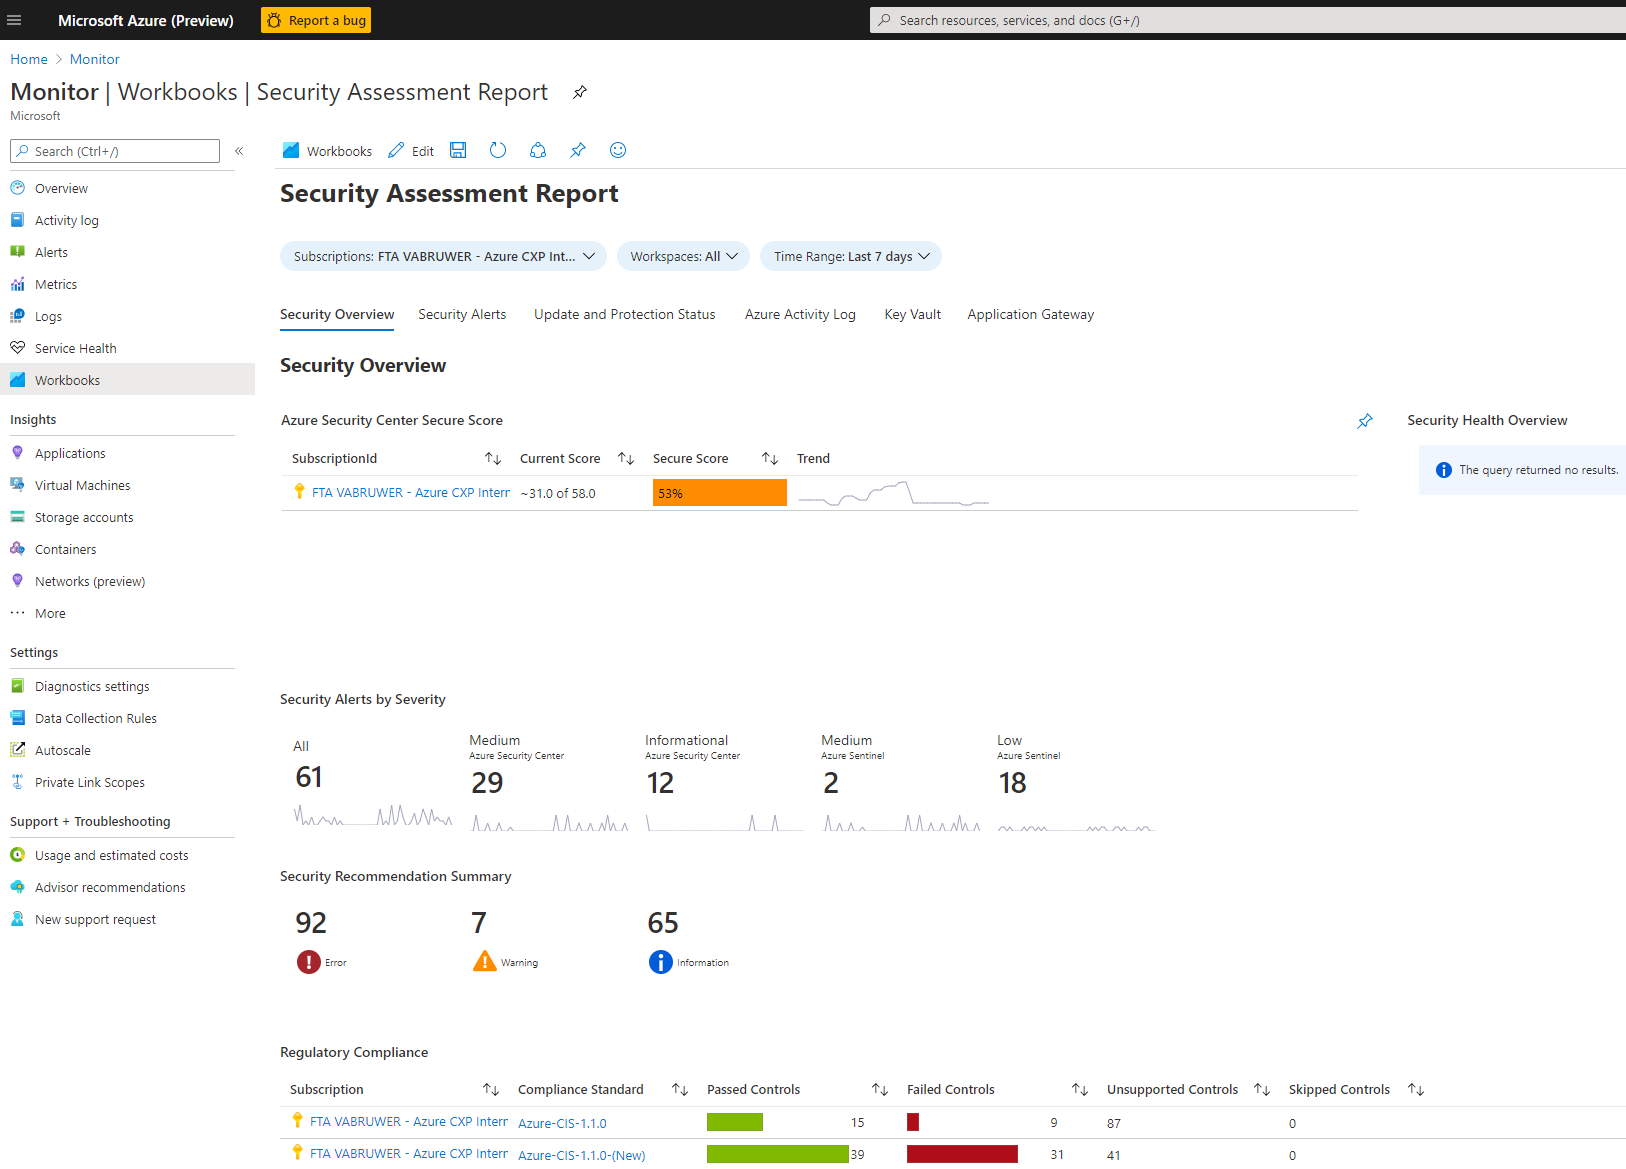 Microsoft Azure (Preview)
Report a bug
Search resources, services, and docs (G+/)
Home > Monitor
Monitor | Workbooks | Security Assessment Report
Microsoft
Search (Ctrl+/)
«
Overview
Activity log
Alerts
Metrics
Logs
Service Health
Workbooks
Insights
Applications
Virtual Machines
Storage accounts
Containers
Networks (preview)
More
Settings
Diagnostics settings
Data Collection Rules
Autoscale
Private Link Scopes
Support + Troubleshooting
Usage and estimated costs
Advisor recommendations
New support request
Workbooks Edit
Security Assessment Report
Subscriptions: FTA VABRUWER - Azure CXP Int... Workspaces: All Time Range: Last 7 days
Security Overview Security Alerts Update and Protection Status Azure Activity Log Key Vault Application Gateway
Security Overview
Azure Security Center Secure Score
SubscriptionId Current Score Secure Score Trend
FTA VABRUWER - Azure CXP Intern ~31.0 of 58.0 53%
Security Health Overview
The query returned no results.
Security Alerts by Severity
All
61
Medium
Azure Security Center
29
Informational
Azure Security Center
12
Medium
Azure Sentinel
2
Low
Azure Sentinel
18
Security Recommendation Summary
92
Error
7
Warning
65
Information
Regulatory Compliance
Subscription Compliance Standard Passed Controls Failed Controls Unsupported Controls Skipped Controls
FTA VABRUWER - Azure CXP Intern Azure-CIS-1.1.0 15 9 87 0
FTA VABRUWER - Azure CXP Intern Azure-CIS-1.1.0-(New) 39 31 41 0